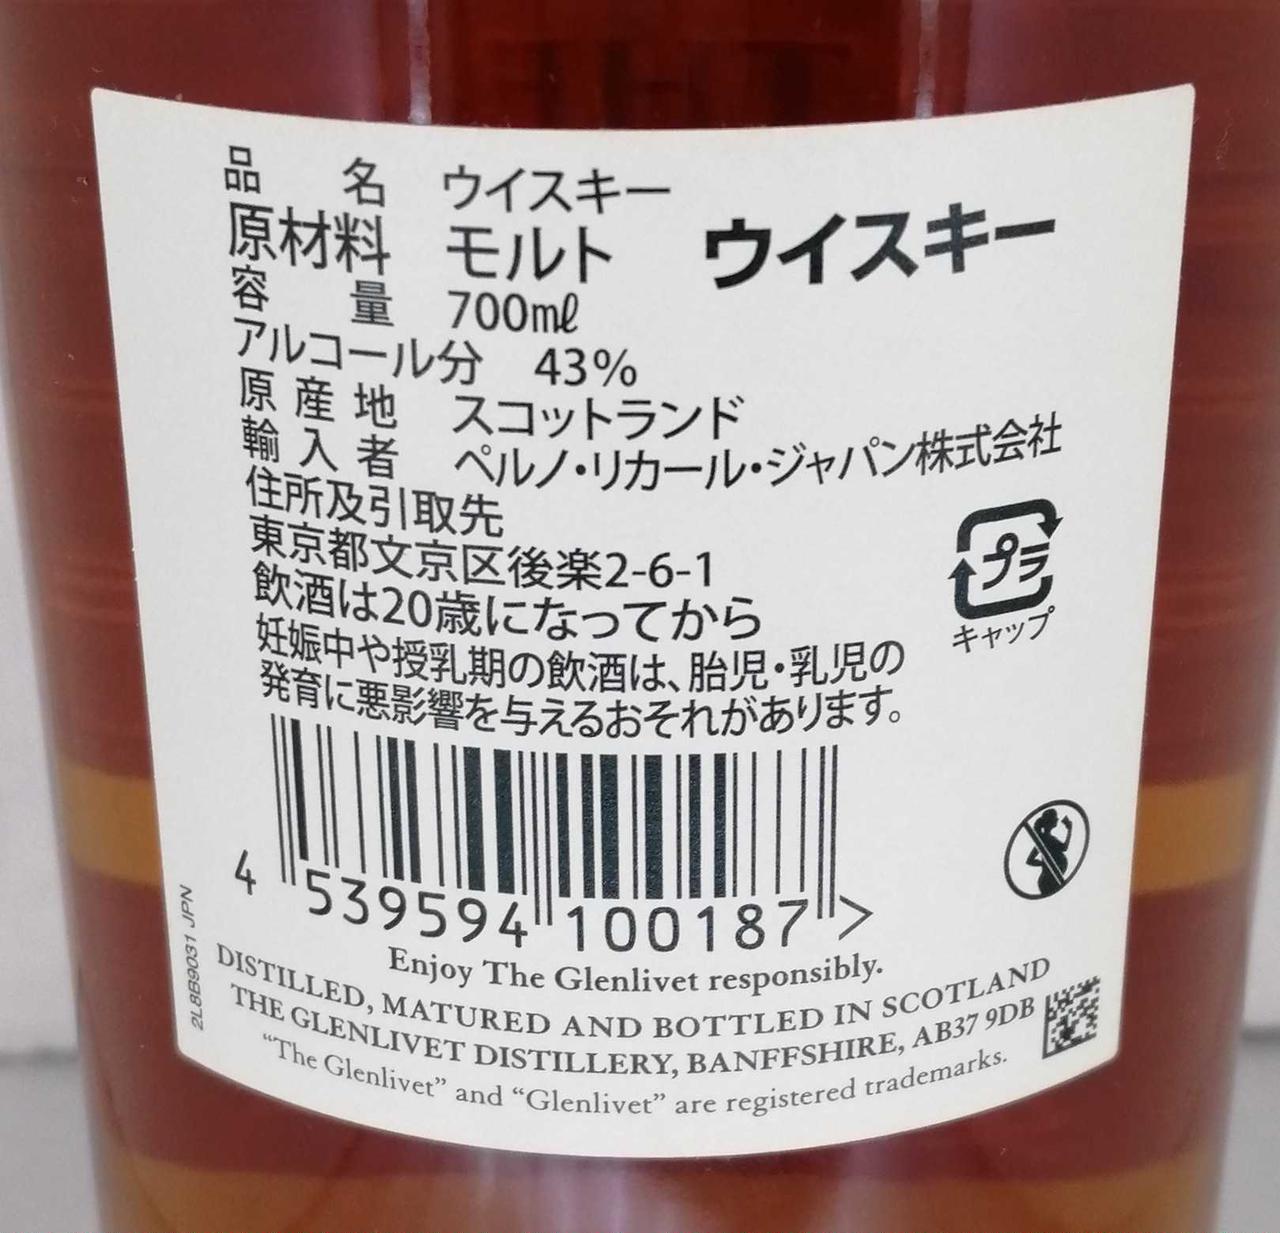 品名 ウイスキー
原材料 モルト
ウイスキー
容量 700mℓ
アルコール分 43%
原産地 スコットランド
輸入者 ペルノ・リカール・ジャパン株式会社
住所及引取先
東京都文京区後楽2-6-1
飲酒は20歳になってから
妊娠中や授乳期の飲酒は、胎児・乳児の
発育に悪影響を与えるおそれがあります。
プラ
キャップ
4 539594 100187 >
2L8B9031 JPN
Enjoy The Glenlivet responsibly.
DISTILLED, MATURED AND BOTTLED IN SCOTLAND
THE GLENLIVET DISTILLERY, BANFFSHIRE, AB37 9DB
“The Glenlivet” and “Glenlivet” are registered trademarks.